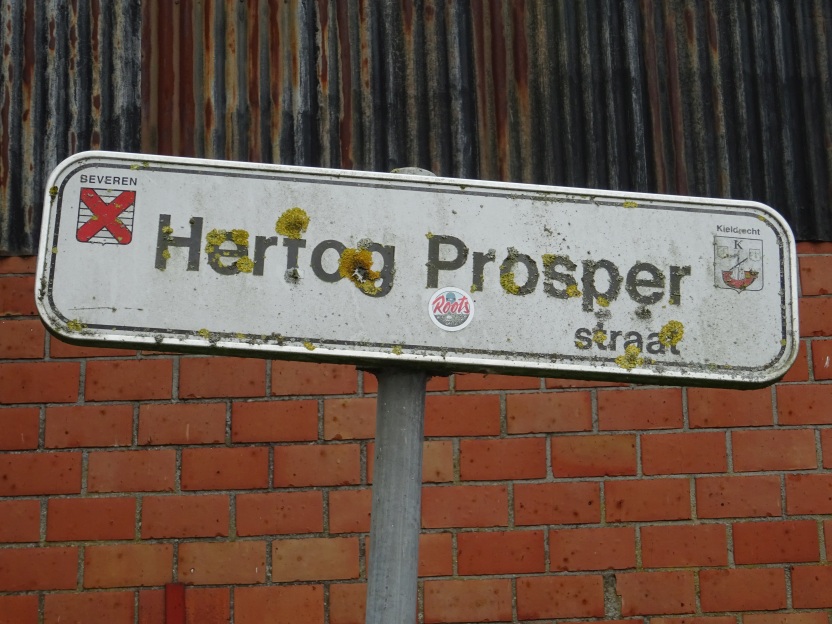 BEVEREN
Kieldrecht
K
Hertog Prosper
Roots
straat